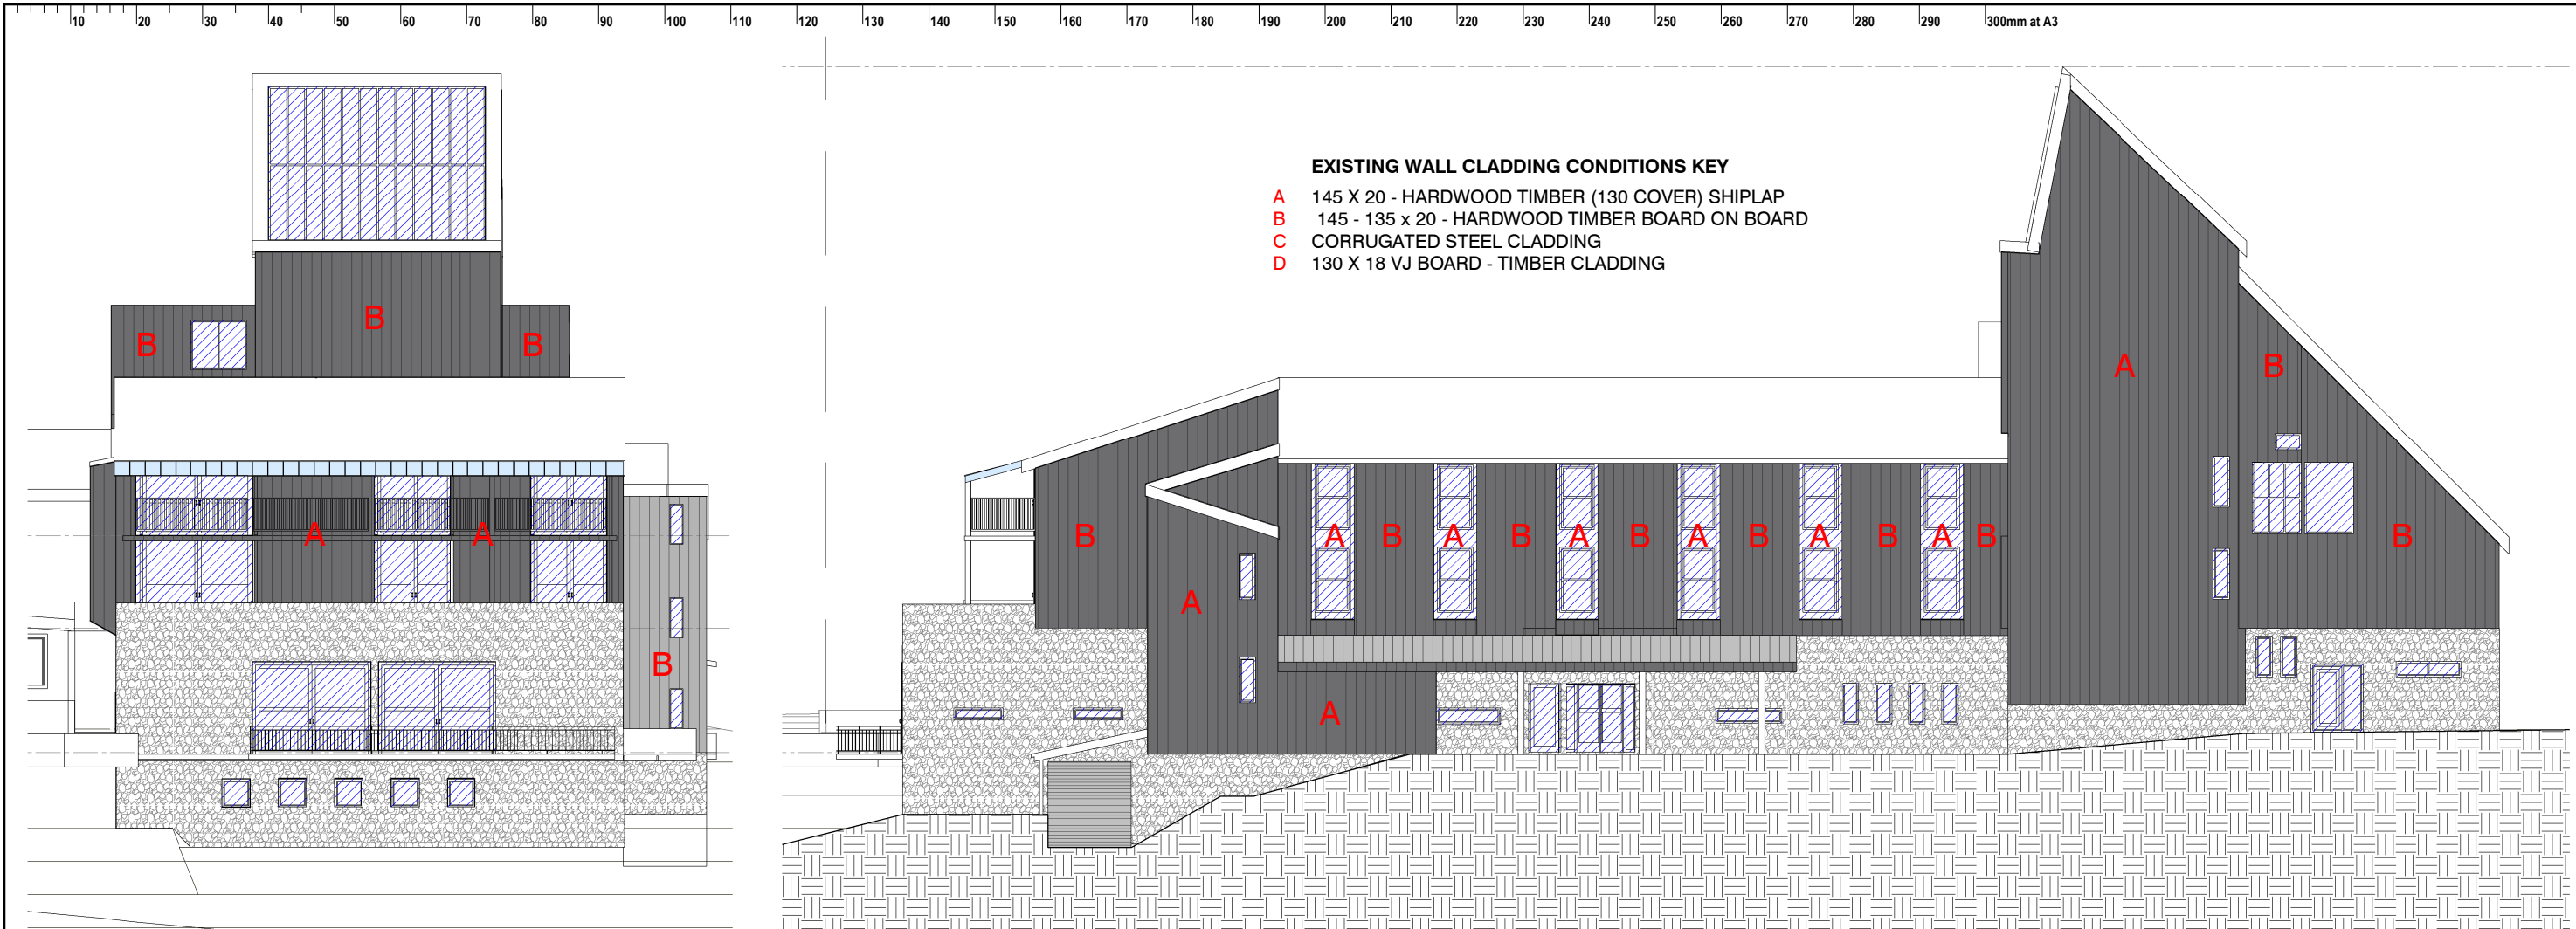 10 20 30 40 50 60 70 80 90 100 110 120 130 140 150 160 170 180 190 200 210 220 230 240 250 260 270 280 290 300mm at A3
EXISTING WALL CLADDING CONDITIONS KEY
A 145 X 20 - HARDWOOD TIMBER (130 COVER) SHIPLAP
B 145 - 135 x 20 - HARDWOOD TIMBER BOARD ON BOARD
C CORRUGATED STEEL CLADDING
D 130 X 18 VJ BOARD - TIMBER CLADDING
B
B
B
A
A
B
B
A
A
A
B
A
B
A
B
A
B
A
B
A
B
A
B
A
B
B